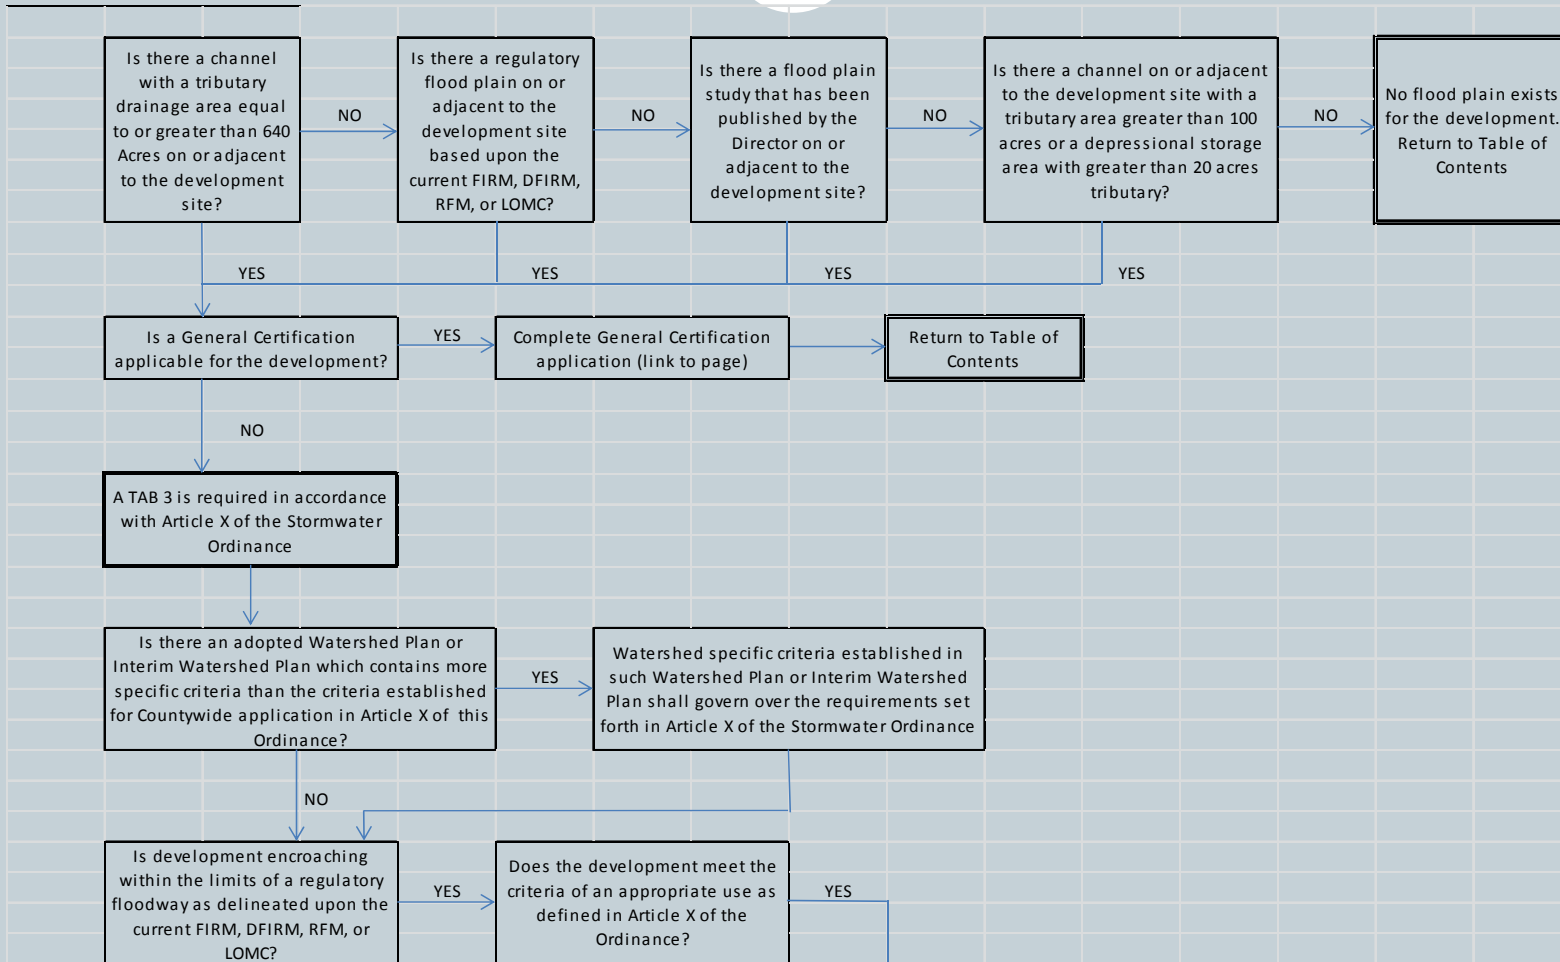 Is there a channel
with a tributary
drainage area equal
to or greater than 640
Acres on or adjacent
to the development
site?
NO
Is there a regulatory
flood plain on or
adjacent to the
development site
based upon the
current FIRM, DFIRM,
RFM, or LOMC?
NO
Is there a flood plain
study that has been
published by the
Director on or
adjacent to the
development site?
NO
Is there a channel on or adjacent
to the development site with a
tributary area greater than 100
acres or a depressional storage
area with greater than 20 acres
tributary?
NO
No flood plain exists
for the development.
Return to Table of
Contents
YES
YES
YES
YES
Is a General Certification
applicable for the development?
YES
Complete General Certification
application (link to page)
Return to Table of
Contents
NO
A TAB 3 is required in accordance
with Article X of the Stormwater
Ordinance
Is there an adopted Watershed Plan or
Interim Watershed Plan which contains more
specific criteria than the criteria established
for Countywide application in Article X of this
Ordinance?
YES
Watershed specific criteria established in
such Watershed Plan or Interim Watershed
Plan shall govern over the requirements set
forth in Article X of the Stormwater Ordinance
NO
Is development encroaching
within the limits of a regulatory
floodway as delineated upon the
current FIRM, DFIRM, RFM, or
LOMC?
YES
Does the development meet the
criteria of an appropriate use as
defined in Article X of the
Ordinance?
YES